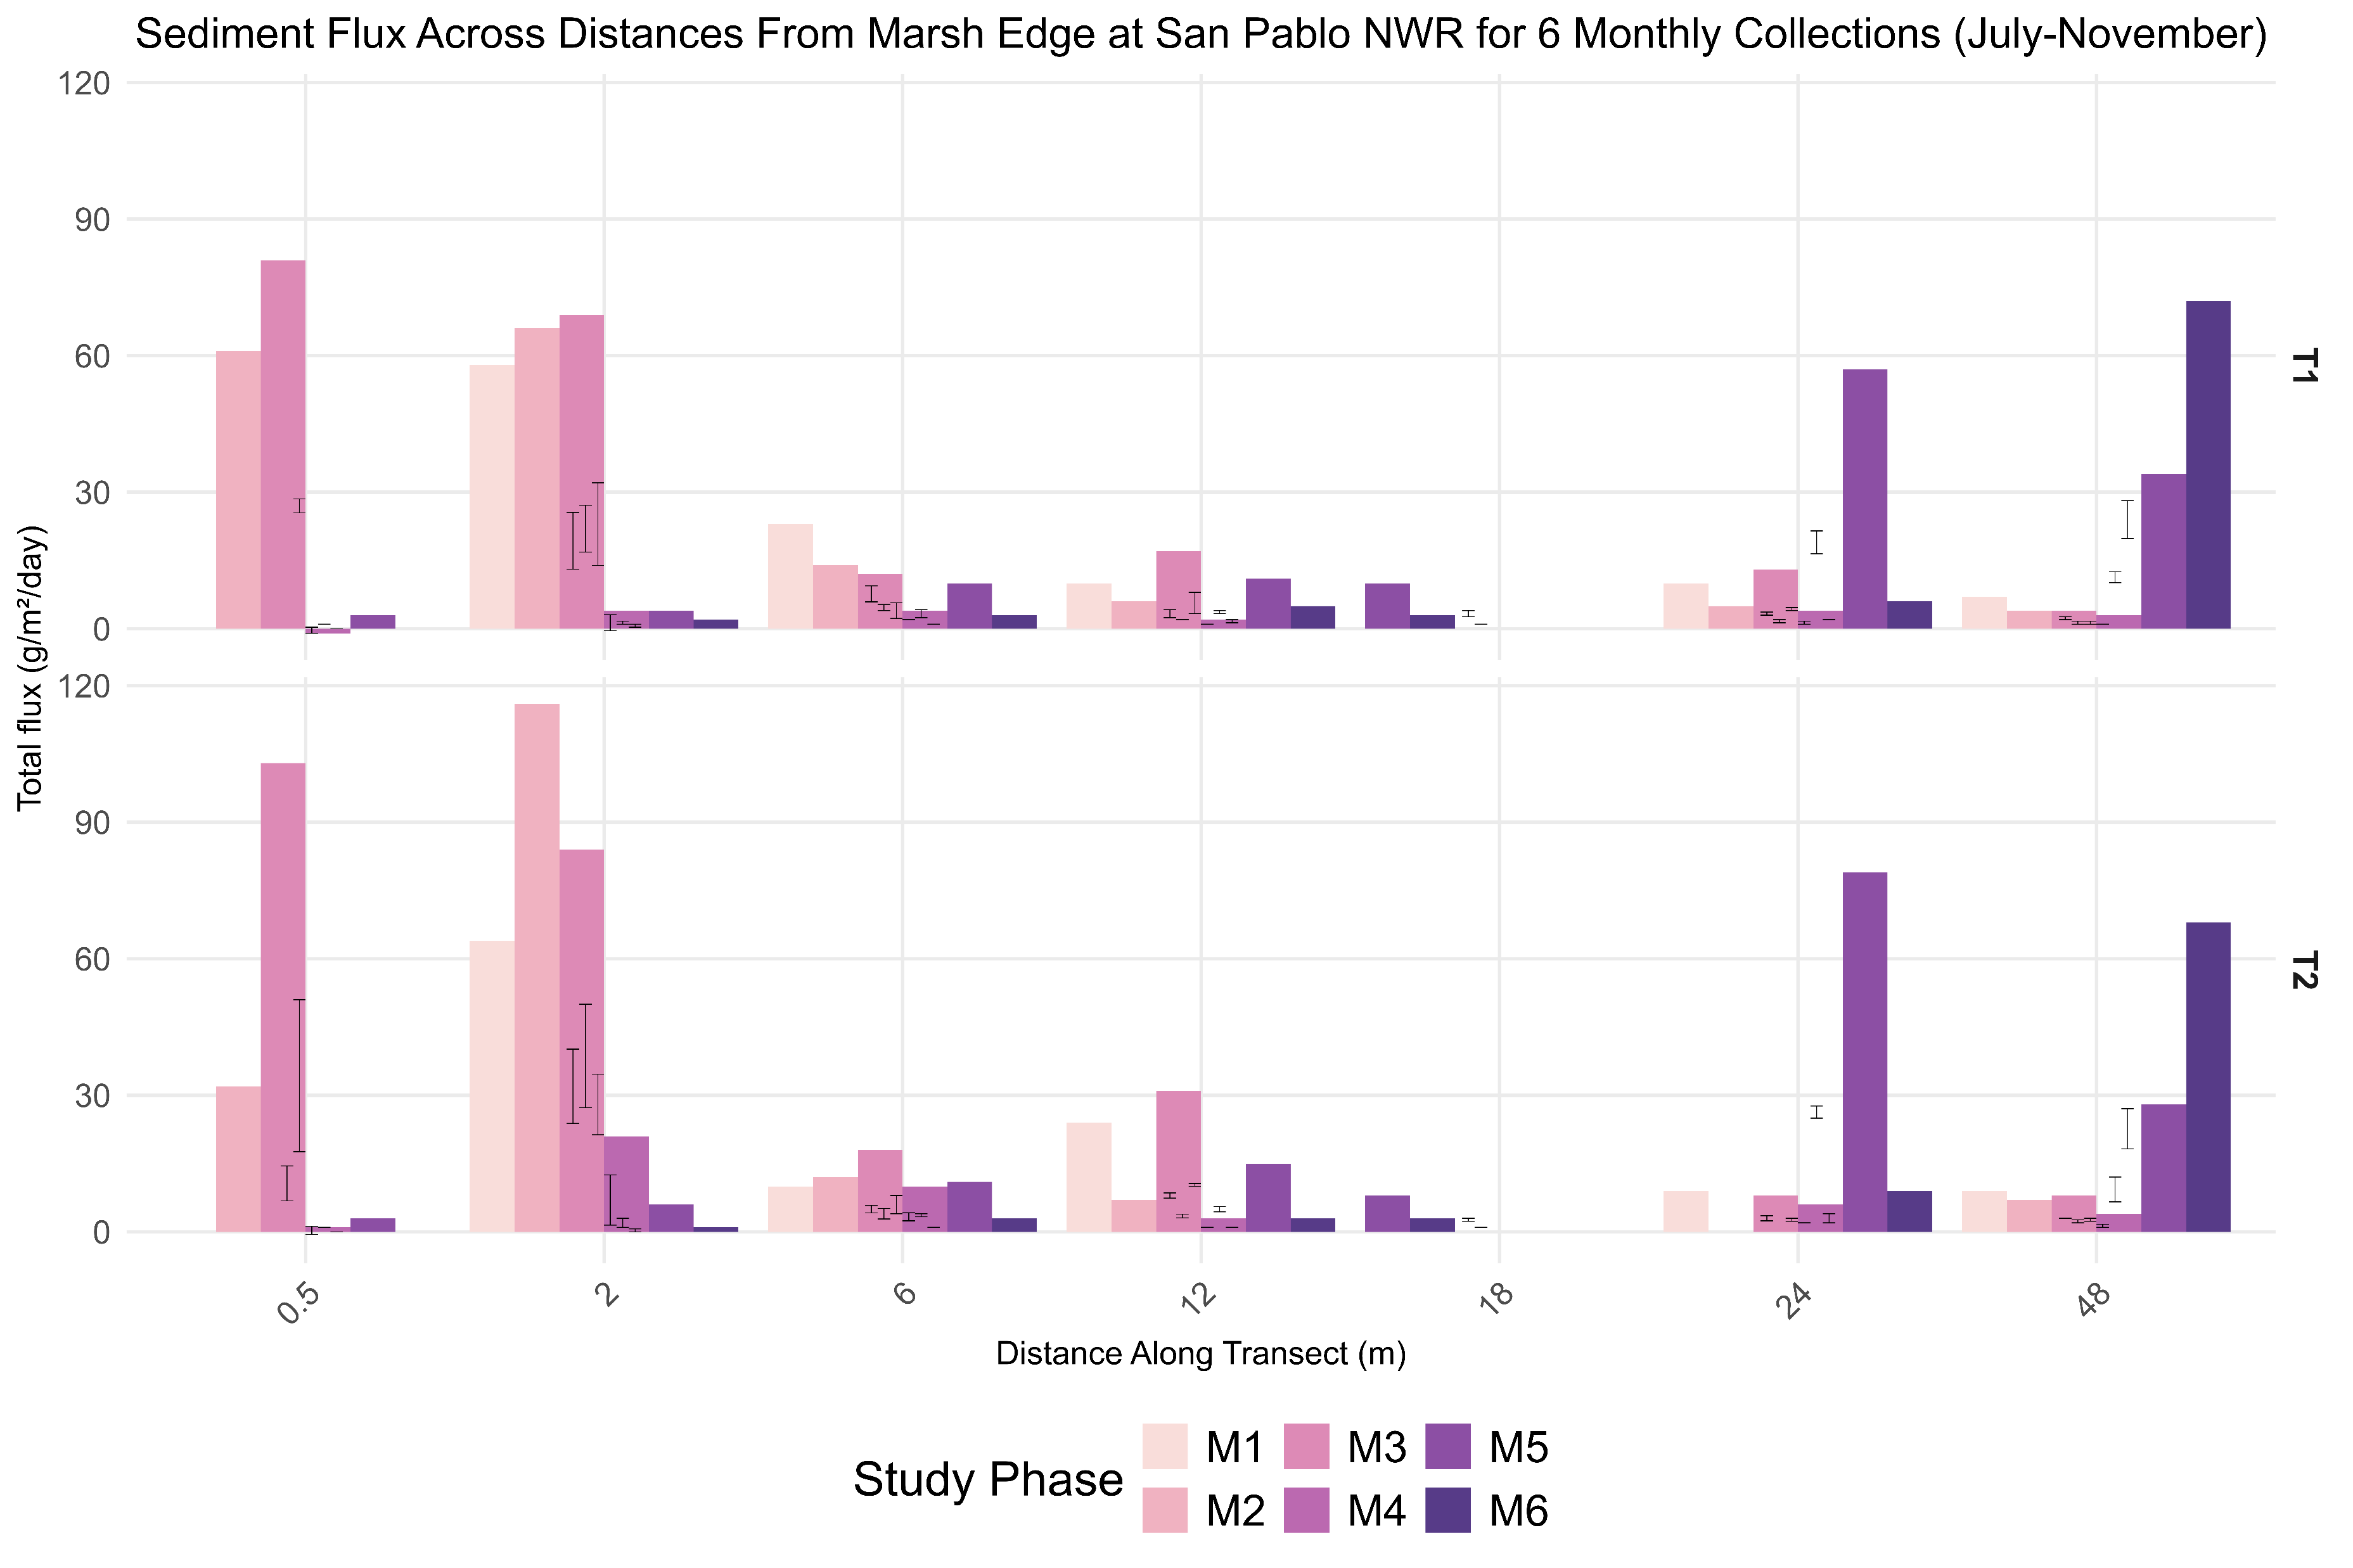 Sediment Flux Across Distances From Marsh Edge at San Pablo NWR for 6 Monthly Collections (July-November)
Total flux (g/m²/day)
120
90
60
30
0
T1
120
90
60
30
0
T2
0.5 2 6 12 18 24 48
Distance Along Transect (m)
Study Phase
M1 M3 M5
M2 M4 M6